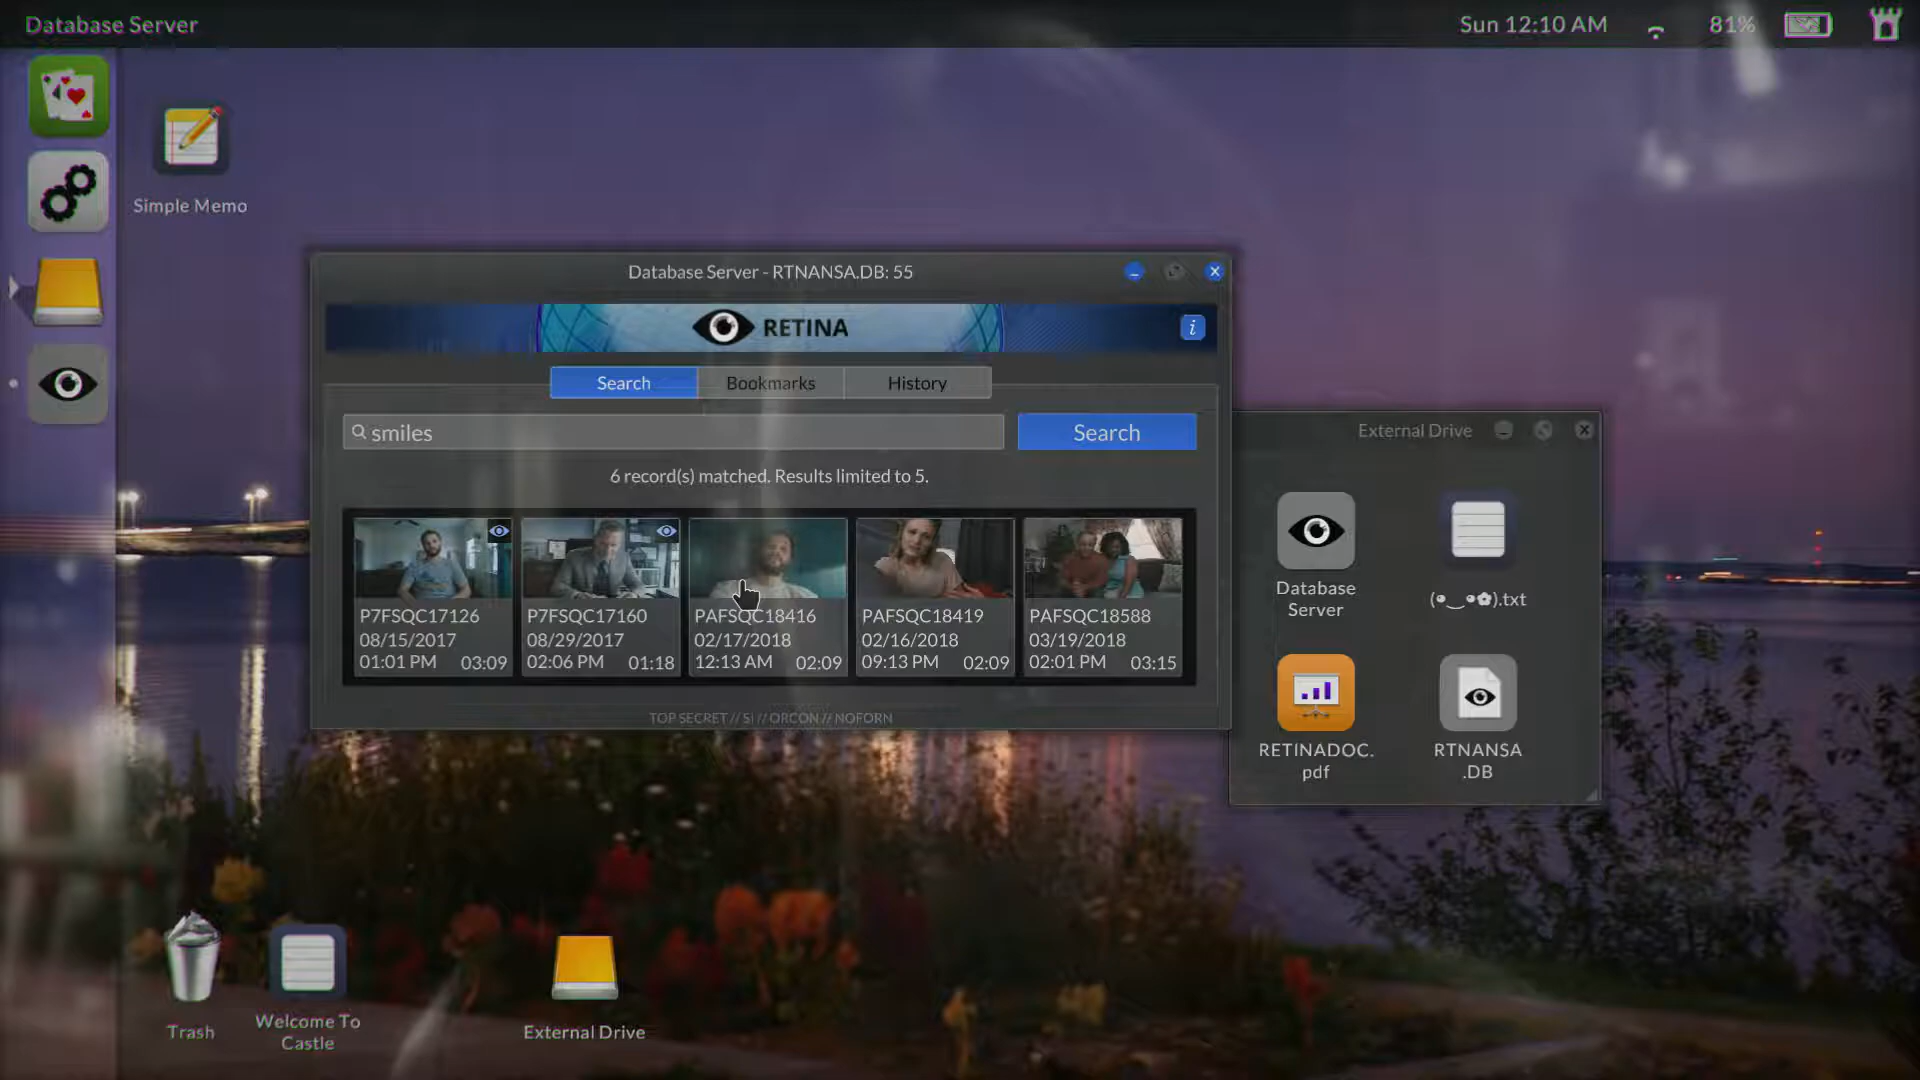 Database Server
Sun 12:10 AM
81%
Simple Memo
Database Server - RTNANSA.DB: 55
RETINA
i
Search
Bookmarks
History
smiles
Search
6 record(s) matched. Results limited to 5.
P7FSQC17126
08/15/2017
01:01 PM 03:09
P7FSQC17160
08/29/2017
02:06 PM 01:18
PAFSQC18416
02/17/2018
12:13 AM 02:09
PAFSQC18419
02/16/2018
09:13 PM 02:09
PAFSQC18588
03/19/2018
02:01 PM 03:15
TOP SECRET // SI // ORCON // NOFORN
External Drive
Database
Server
(•‿•✿).txt
RETINADOC.
pdf
RTNANSA
.DB
Trash
Welcome To
Castle
External Drive